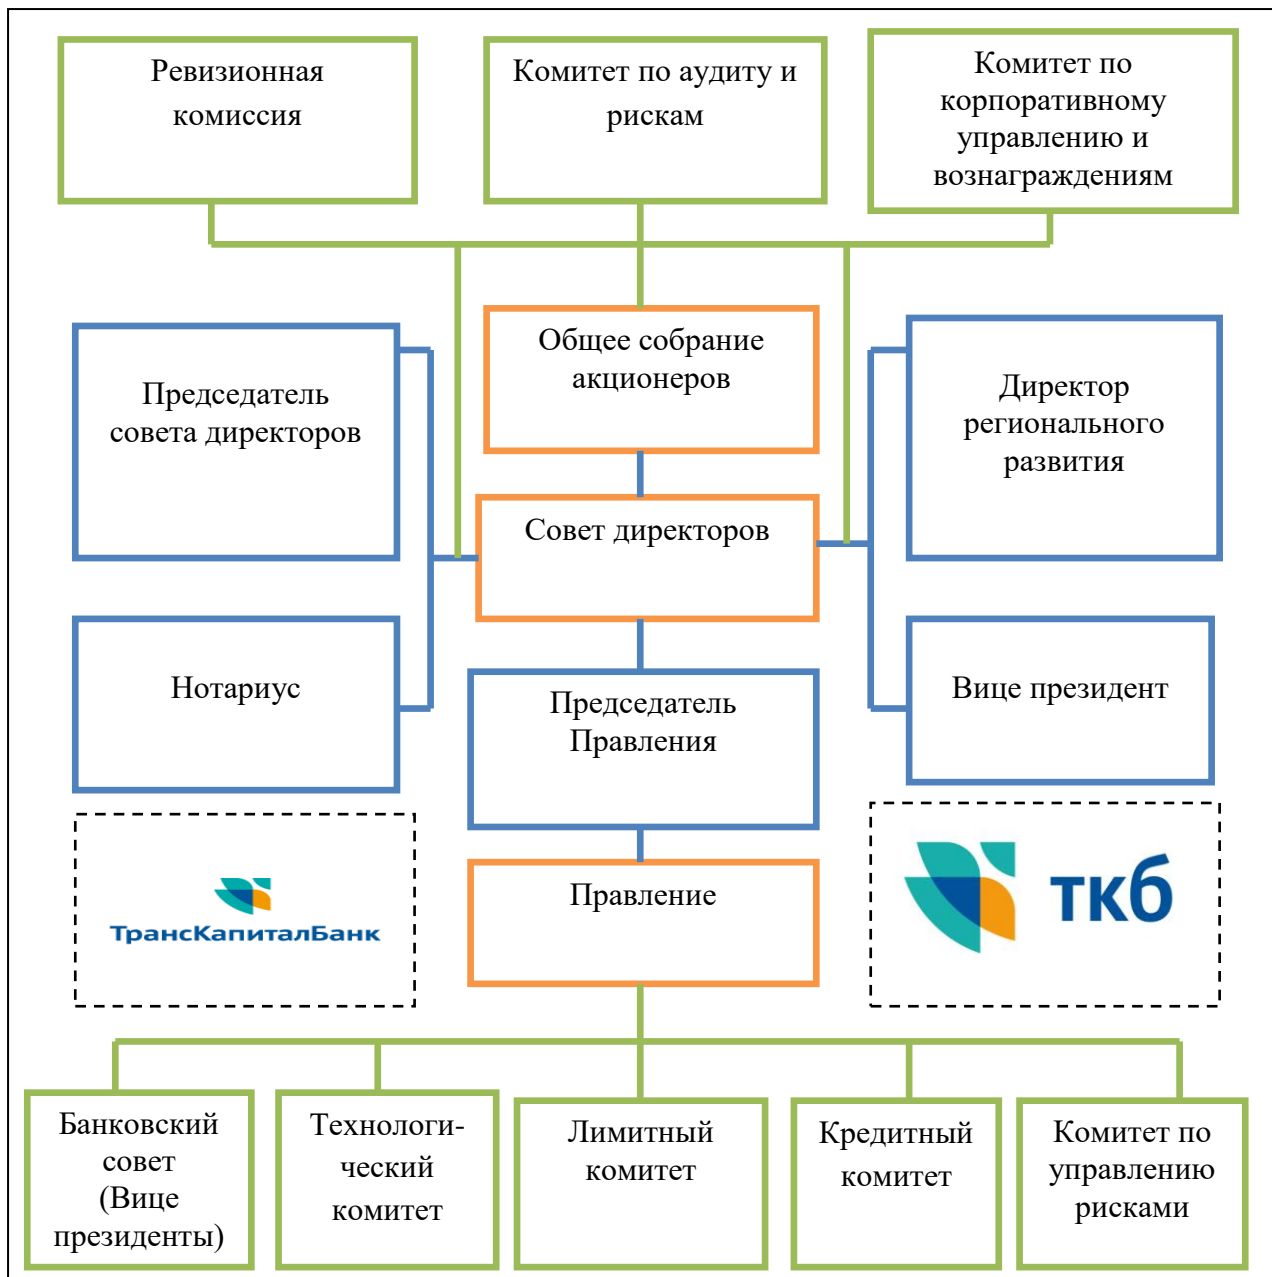 Ревизионная
комиссия
Комитет по аудиту и
рискам
Комитет по
корпоративному
управлению и
вознаграждениям
Общее собрание
акционеров
Председатель
совета директоров
Директор
регионального
развития
Совет директоров
Нотариус
Председатель
Правления
Вице президент
ТрансКапиталБанк
Правление
ткб
Банковский
совет
(Вице
президенты)
Технологи-
ческий
комитет
Лимитный
комитет
Кредитный
комитет
Комитет по
управлению
рисками